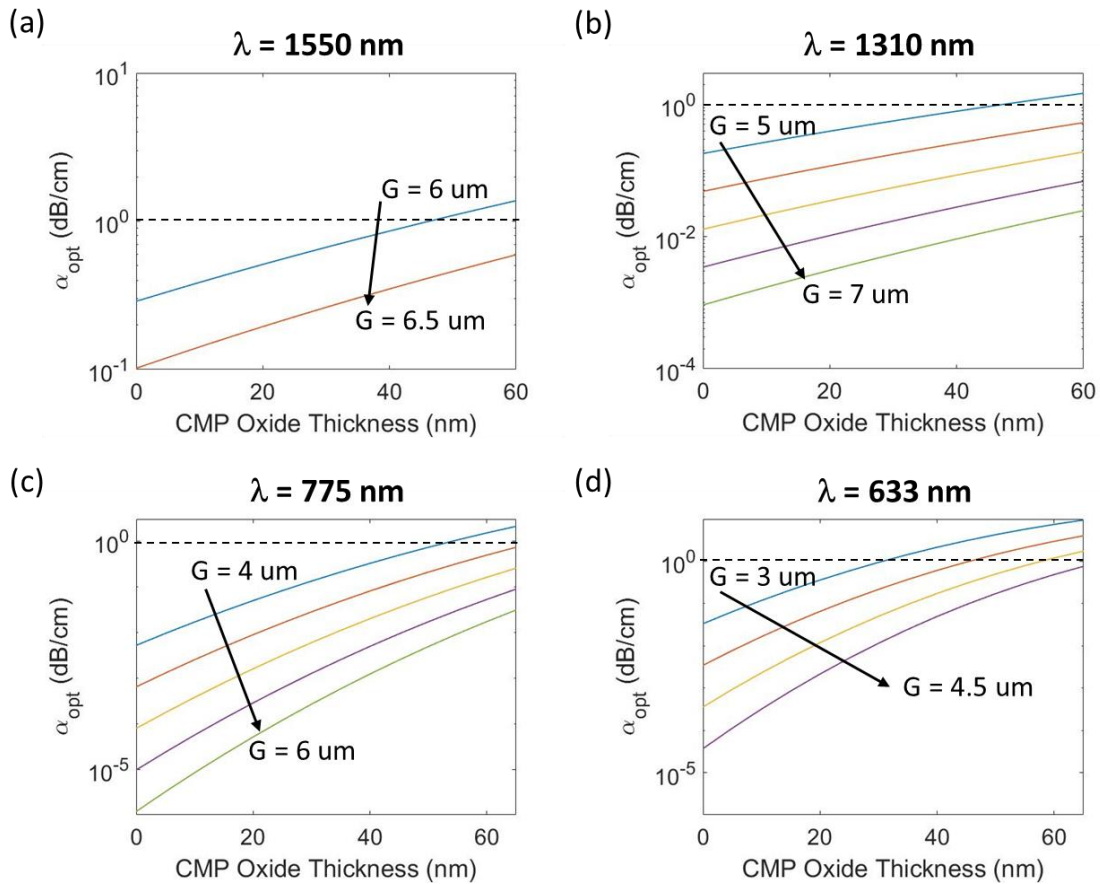 (a)
λ = 1550 nm
10^1
10^0
10^-1
α_opt (dB/cm)
G = 6 um
G = 6.5 um
0 20 40 60
CMP Oxide Thickness (nm)
(b)
λ = 1310 nm
10^0
10^-2
10^-4
α_opt (dB/cm)
G = 5 um
G = 7 um
0 20 40 60
CMP Oxide Thickness (nm)
(c)
λ = 775 nm
10^0
10^-5
α_opt (dB/cm)
G = 4 um
G = 6 um
0 20 40 60
CMP Oxide Thickness (nm)
(d)
λ = 633 nm
10^0
10^-5
α_opt (dB/cm)
G = 3 um
G = 4.5 um
0 20 40 60
CMP Oxide Thickness (nm)